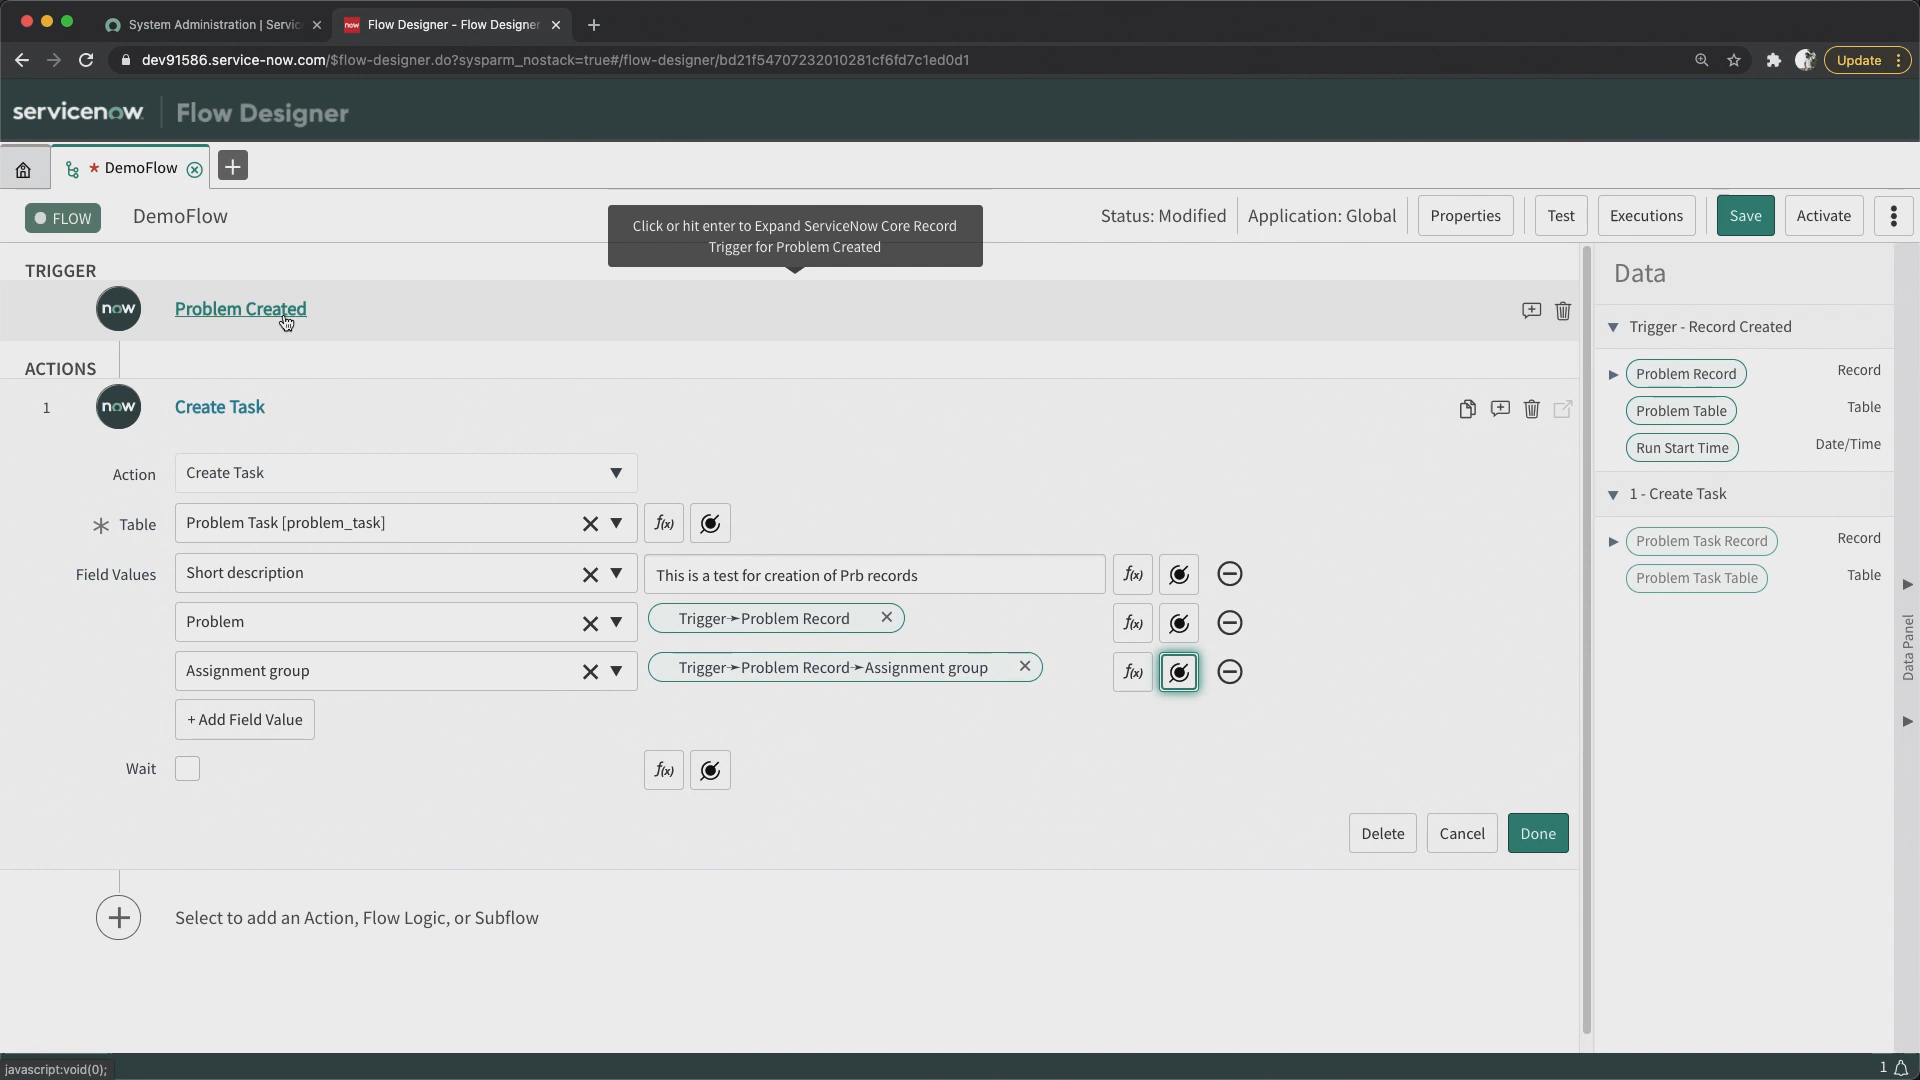 System Administration | Servic
now Flow Designer - Flow Designer
dev91586.service-now.com/$flow-designer.do?sysparm_nostack=true#/flow-designer/bd21f54707232010281cf6fd7c1ed0d1
Update
servicenow Flow Designer
* DemoFlow
FLOW DemoFlow
Status: Modified Application: Global Properties Test Executions Save Activate
Click or hit enter to Expand ServiceNow Core Record
Trigger for Problem Created
TRIGGER
now Problem Created
ACTIONS
1 now Create Task
Action Create Task
Table Problem Task [problem_task] f(x)
Field Values Short description This is a test for creation of Prb records f(x)
Problem Trigger➛Problem Record f(x)
Assignment group Trigger➛Problem Record➛Assignment group f(x)
+ Add Field Value
Wait f(x)
Delete Cancel Done
Select to add an Action, Flow Logic, or Subflow
Data
Trigger - Record Created
Problem Record Record
Problem Table Table
Run Start Time Date/Time
1 - Create Task
Problem Task Record Record
Problem Task Table Table
Data Panel
javascript:void(0);
1